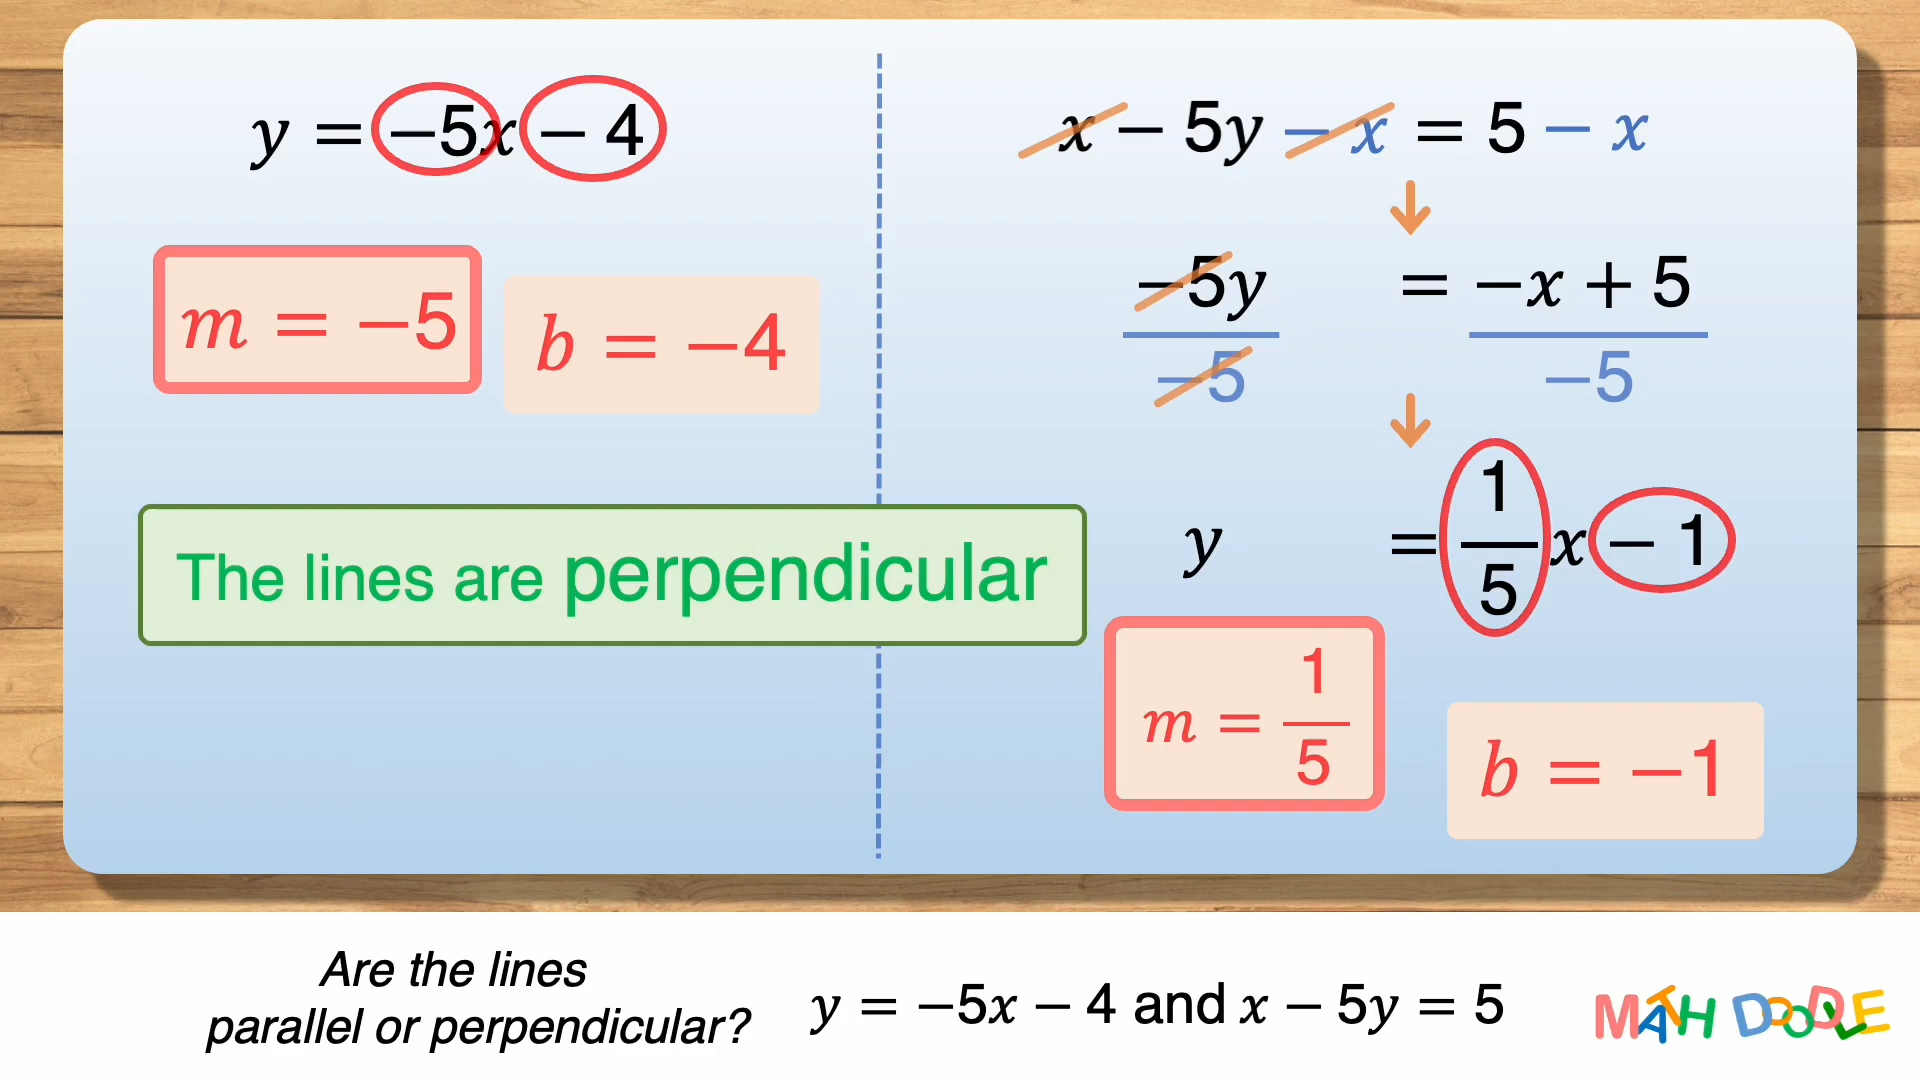 y = −5x − 4
m = −5
b = −4
x − 5y − x = 5 − x
−5y = −x + 5
−5 −5
y = 1/5 x − 1
m = 1/5
b = −1
The lines are perpendicular
Are the lines
parallel or perpendicular?
y = −5x − 4 and x − 5y = 5
MATH DOODLE